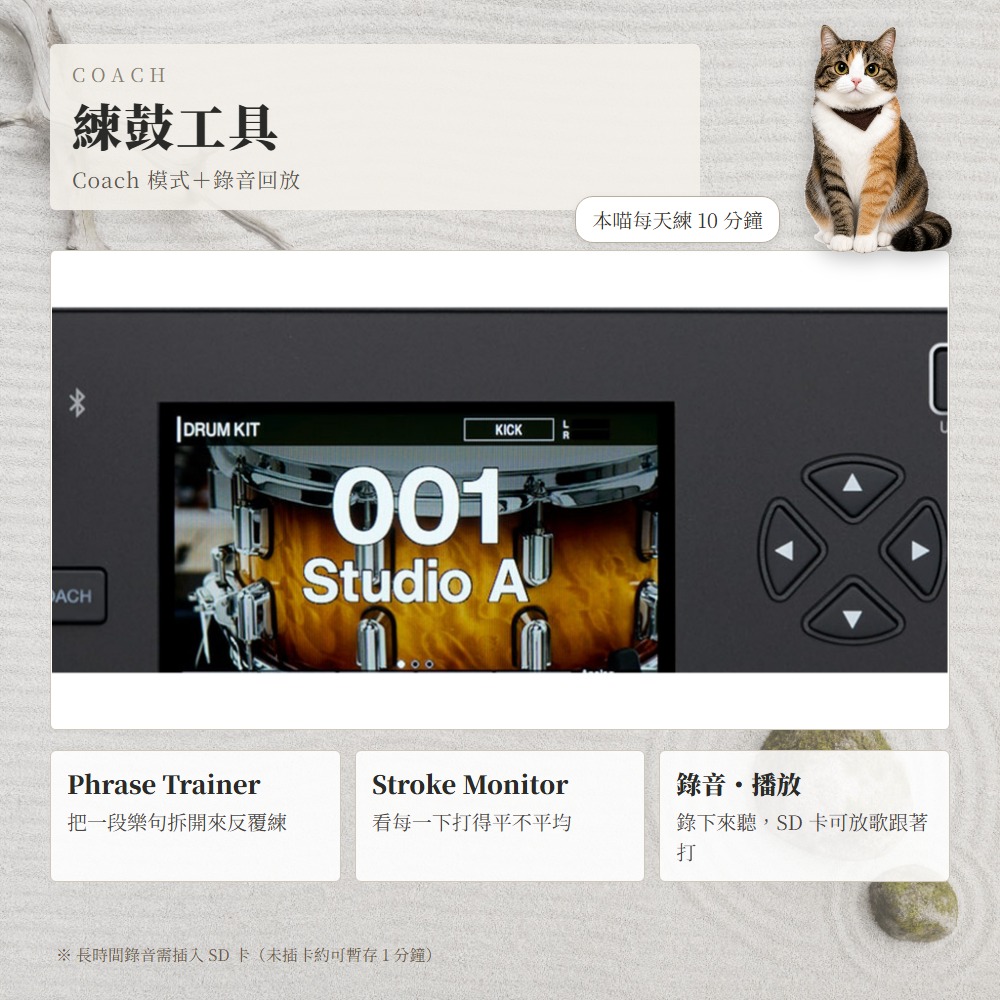 COACH
練鼓工具
Coach 模式＋錄音回放
本喵每天練 10 分鐘
DRUM KIT
KICK
L
R
001
Studio A
OACH
Phrase Trainer
把一段樂句拆開來反覆練
Stroke Monitor
看每一下打得平不平均
錄音・播放
錄下來聽，SD 卡可放歌跟著
打
※ 長時間錄音需插入 SD 卡（未插卡約可暫存 1 分鐘）